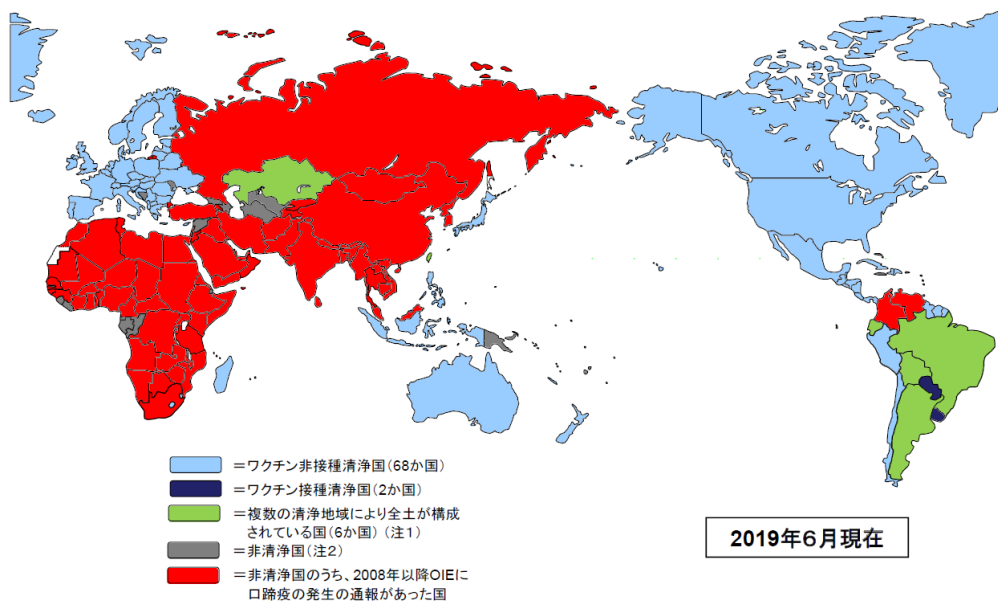 ＝ワクチン非接種清浄国(68か国)
＝ワクチン接種清浄国(2か国)
＝複数の清浄地域により全土が構成
されている国(6か国)(注1)
＝非清浄国(注2)
＝非清浄国のうち、2008年以降OIEに
口蹄疫の発生の通報があった国
2019年６月現在